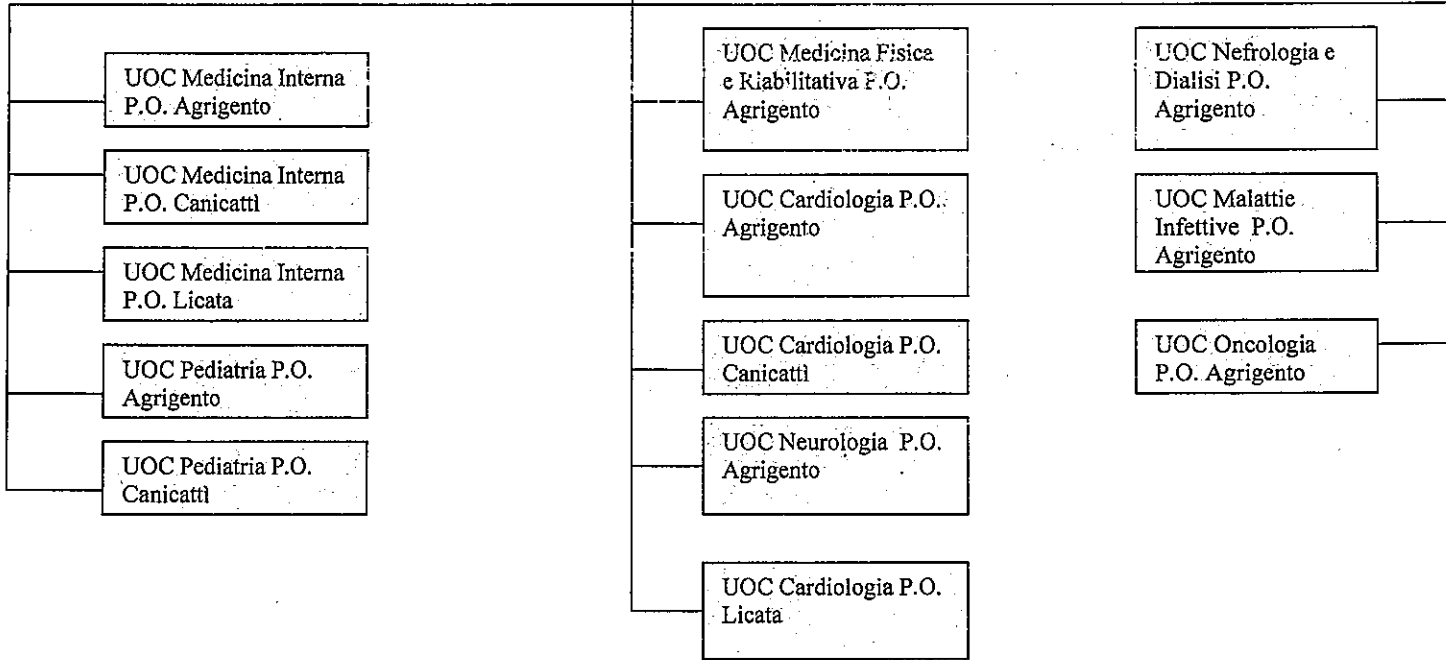 UOC Medicina Interna
P.O. Agrigento
UOC Medicina Interna
P.O. Canicattì
UOC Medicina Interna
P.O. Licata
UOC Pediatria P.O.
Agrigento
UOC Pediatria P.O.
Canicattì
UOC Medicina Fisica
e Riabilitativa P.O.
Agrigento
UOC Cardiologia P.O.
Agrigento
UOC Cardiologia P.O.
Canicattì
UOC Neurologia P.O.
Agrigento
UOC Cardiologia P.O.
Licata
UOC Nefrologia e
Dialisi P.O.
Agrigento
UOC Malattie
Infettive P.O.
Agrigento
UOC Oncologia
P.O. Agrigento